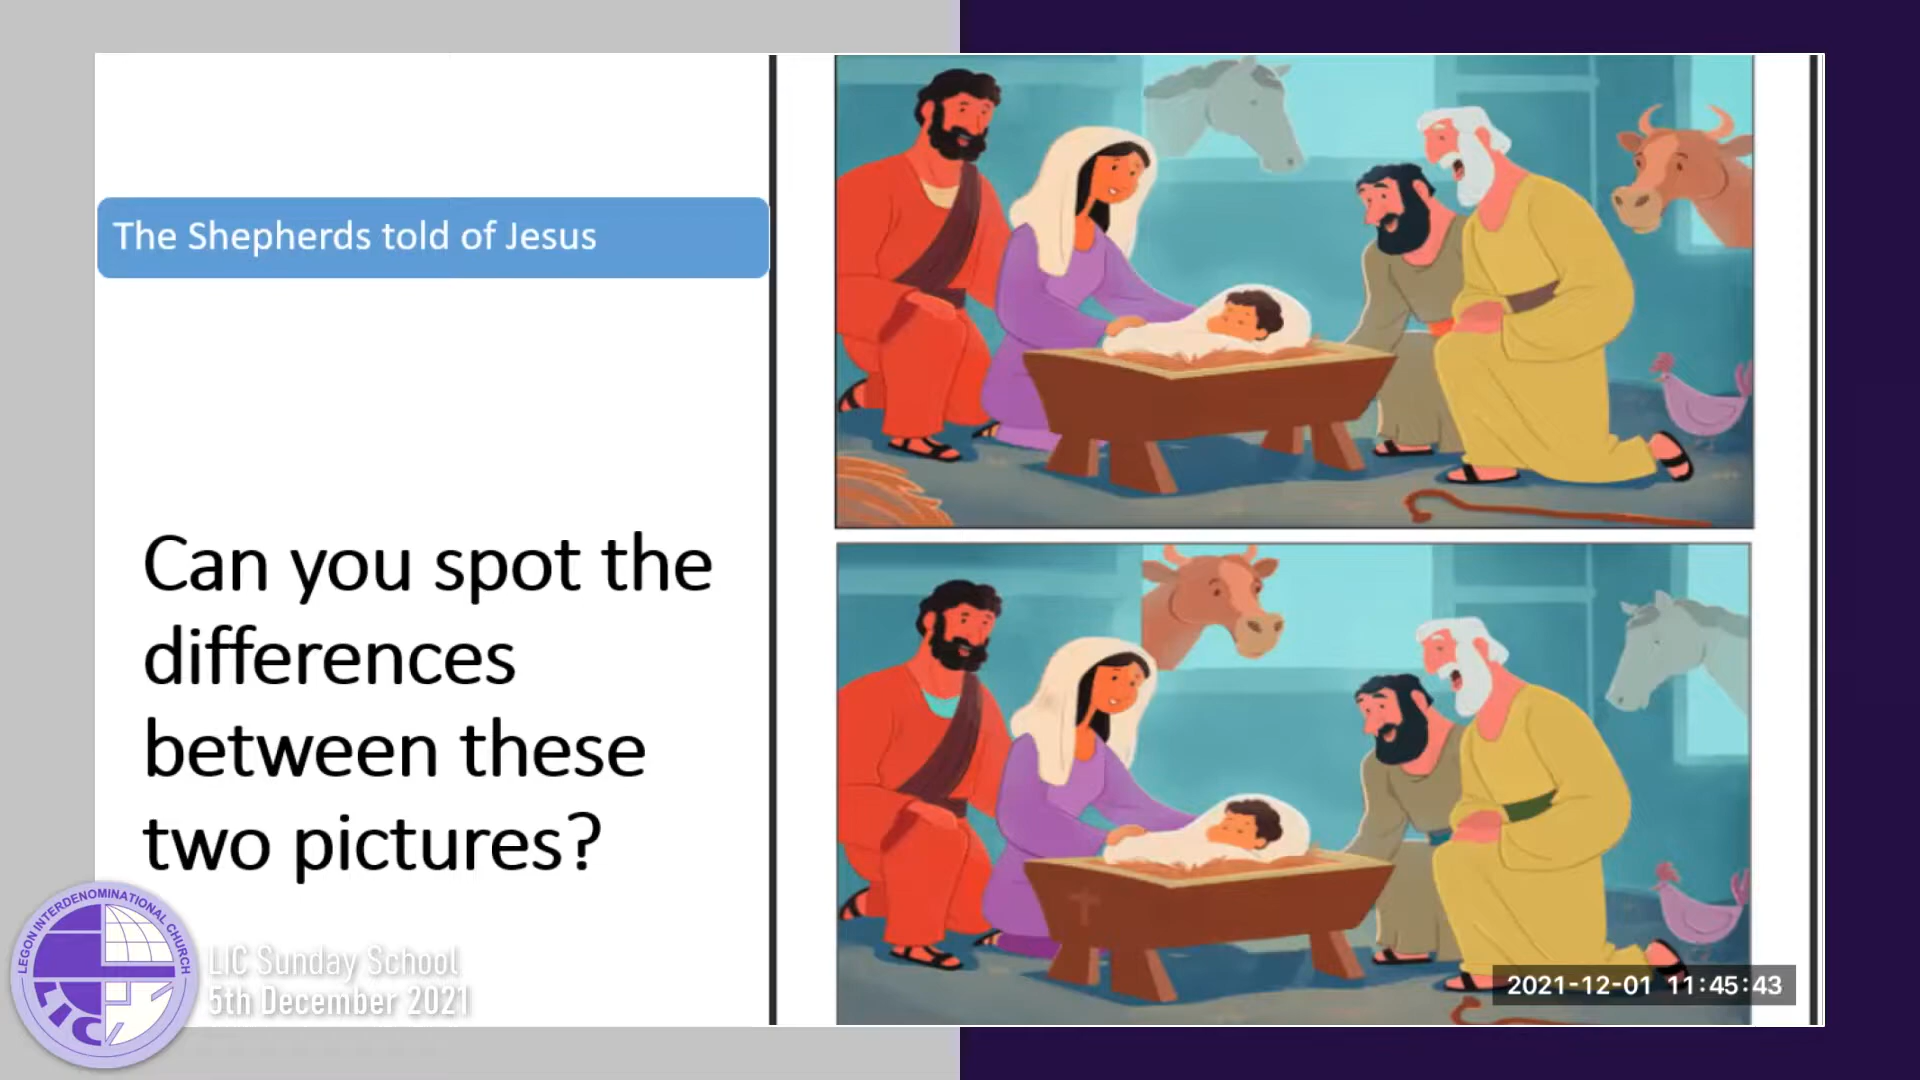 The Shepherds told of Jesus
Can you spot the
differences
between these
two pictures?
LEGON INTERDENOMINATIONAL CHURCH
LIC
LIC Sunday School
5th December 2021
2021-12-01 11:45:43